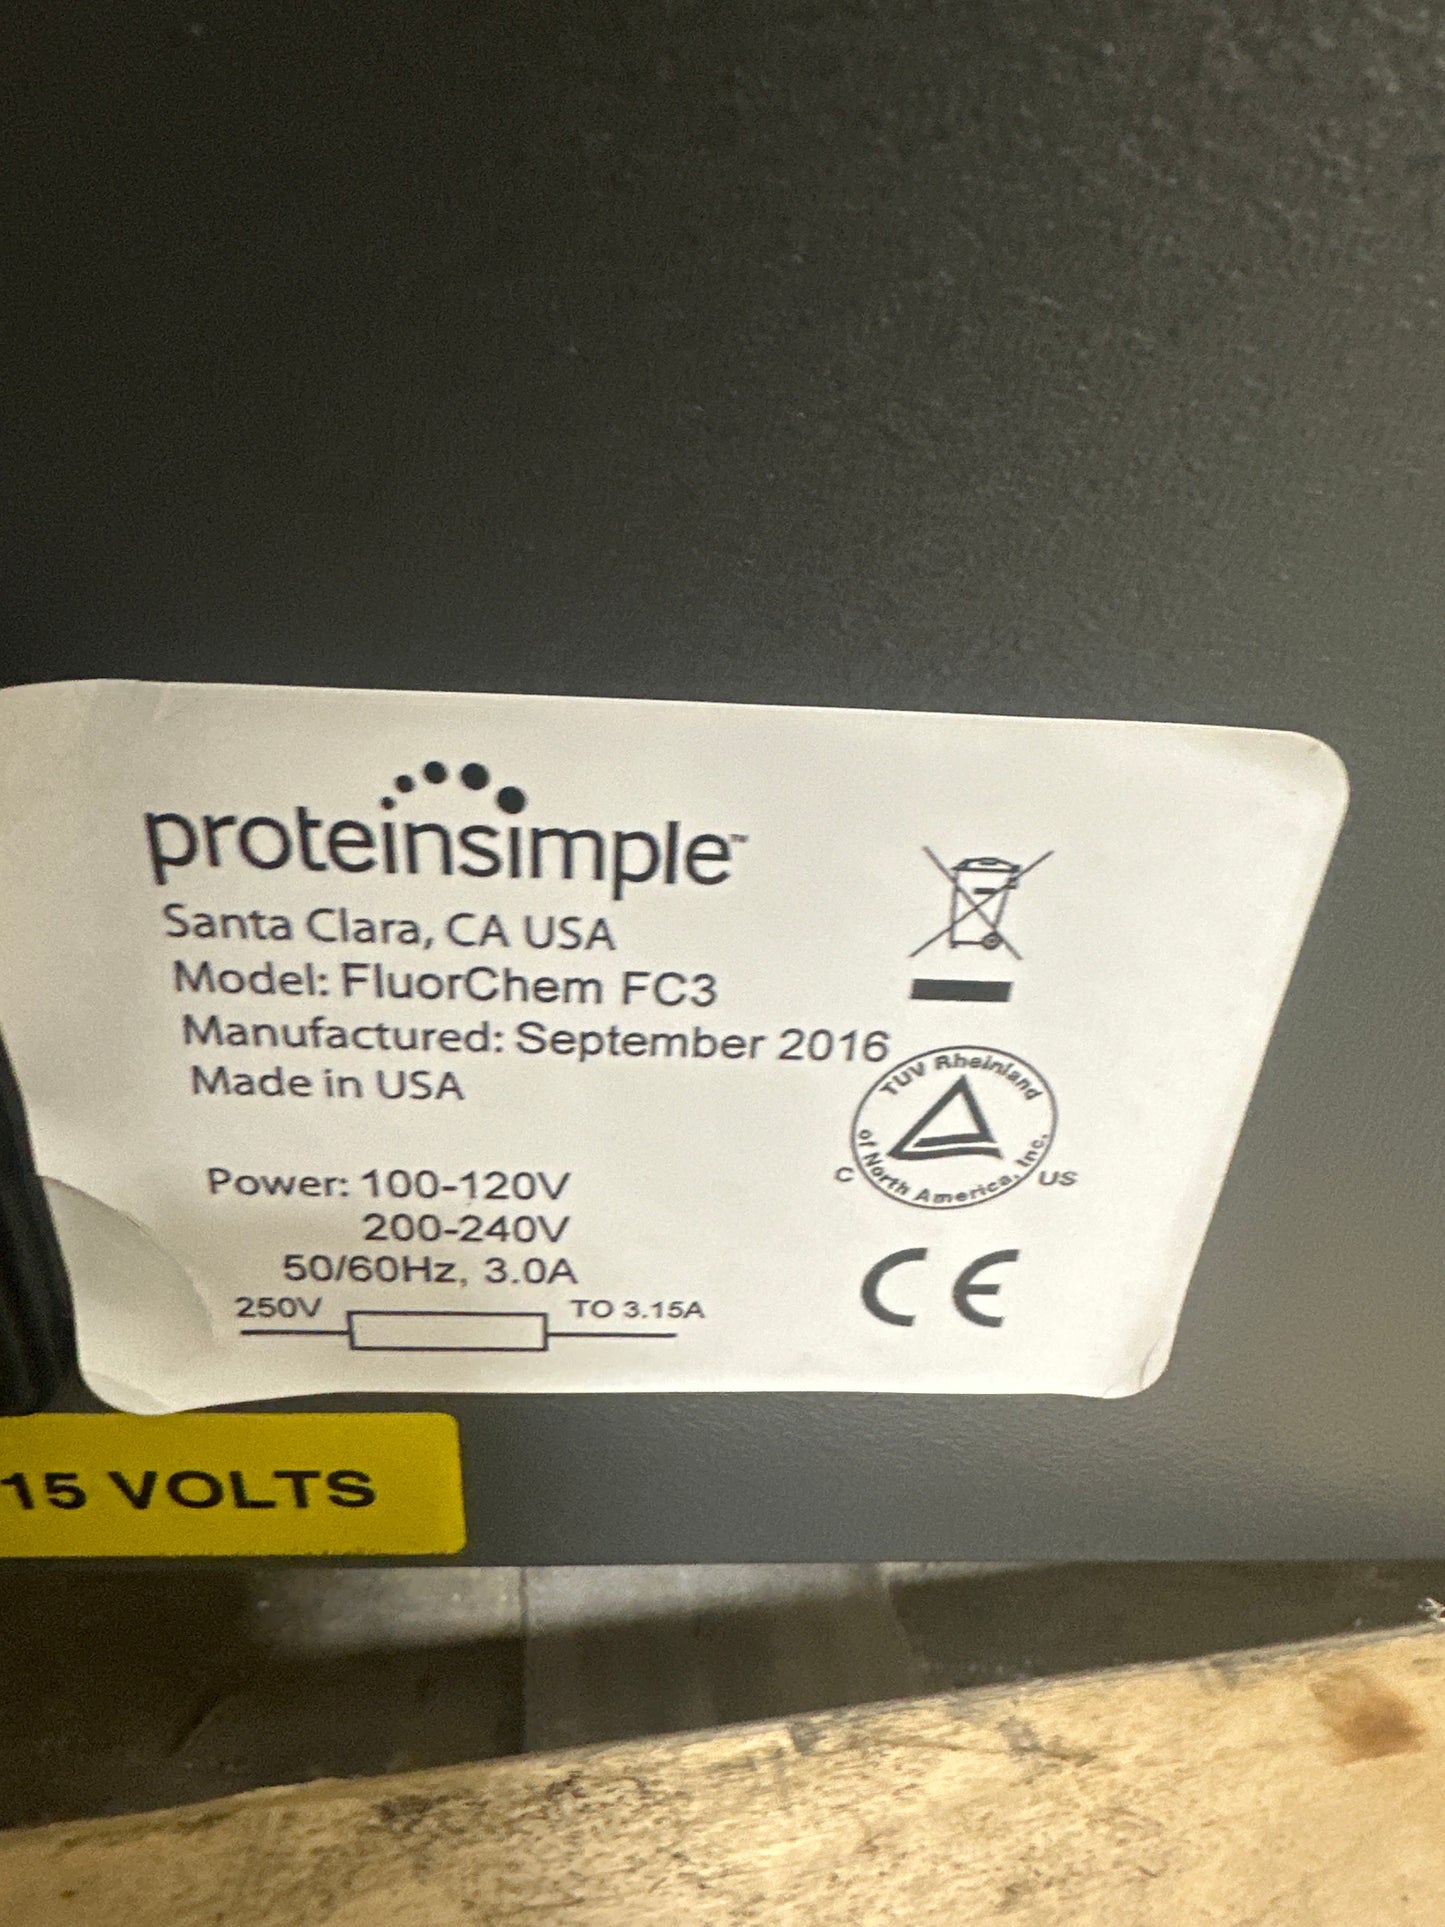 proteinsimple™
Santa Clara, CA USA
Model: FluorChem FC3
Manufactured: September 2016
Made in USA
Power: 100-120V
200-240V
50/60Hz, 3.0A
250V TO 3.15A
TUV Rheinland
of North America, Inc.
C US
CE
15 VOLTS